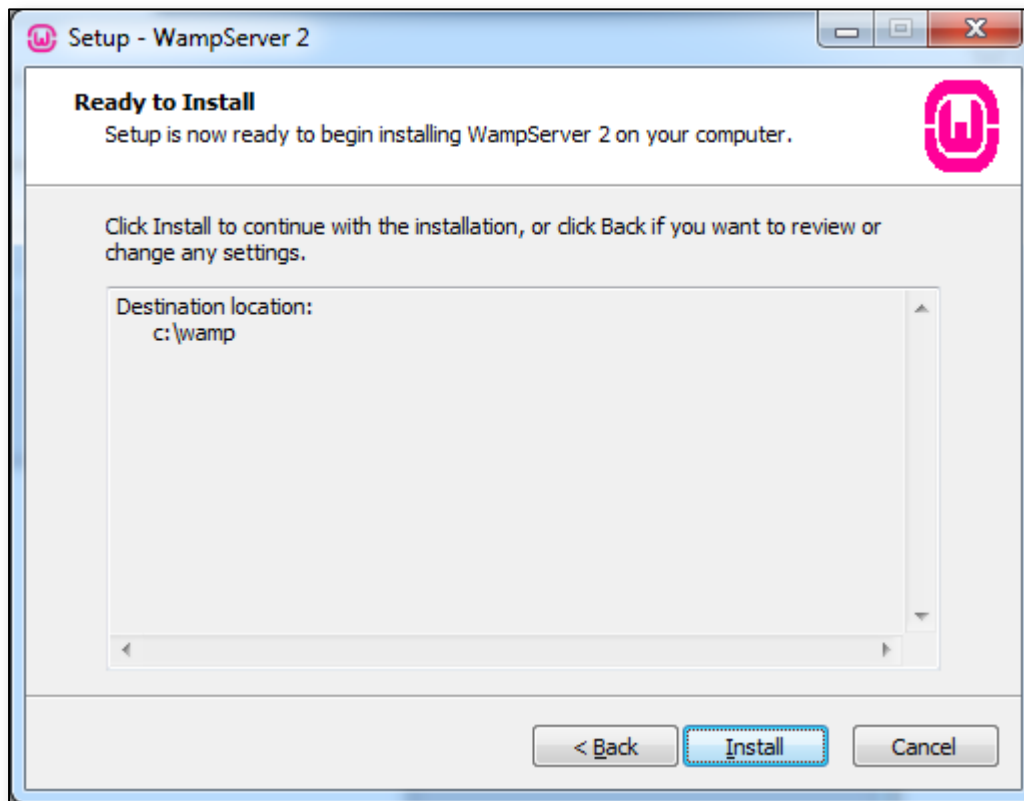 Setup - WampServer 2
Ready to Install
Setup is now ready to begin installing WampServer 2 on your computer.
Click Install to continue with the installation, or click Back if you want to review or
change any settings.
Destination location:
c:\wamp
< Back
Install
Cancel